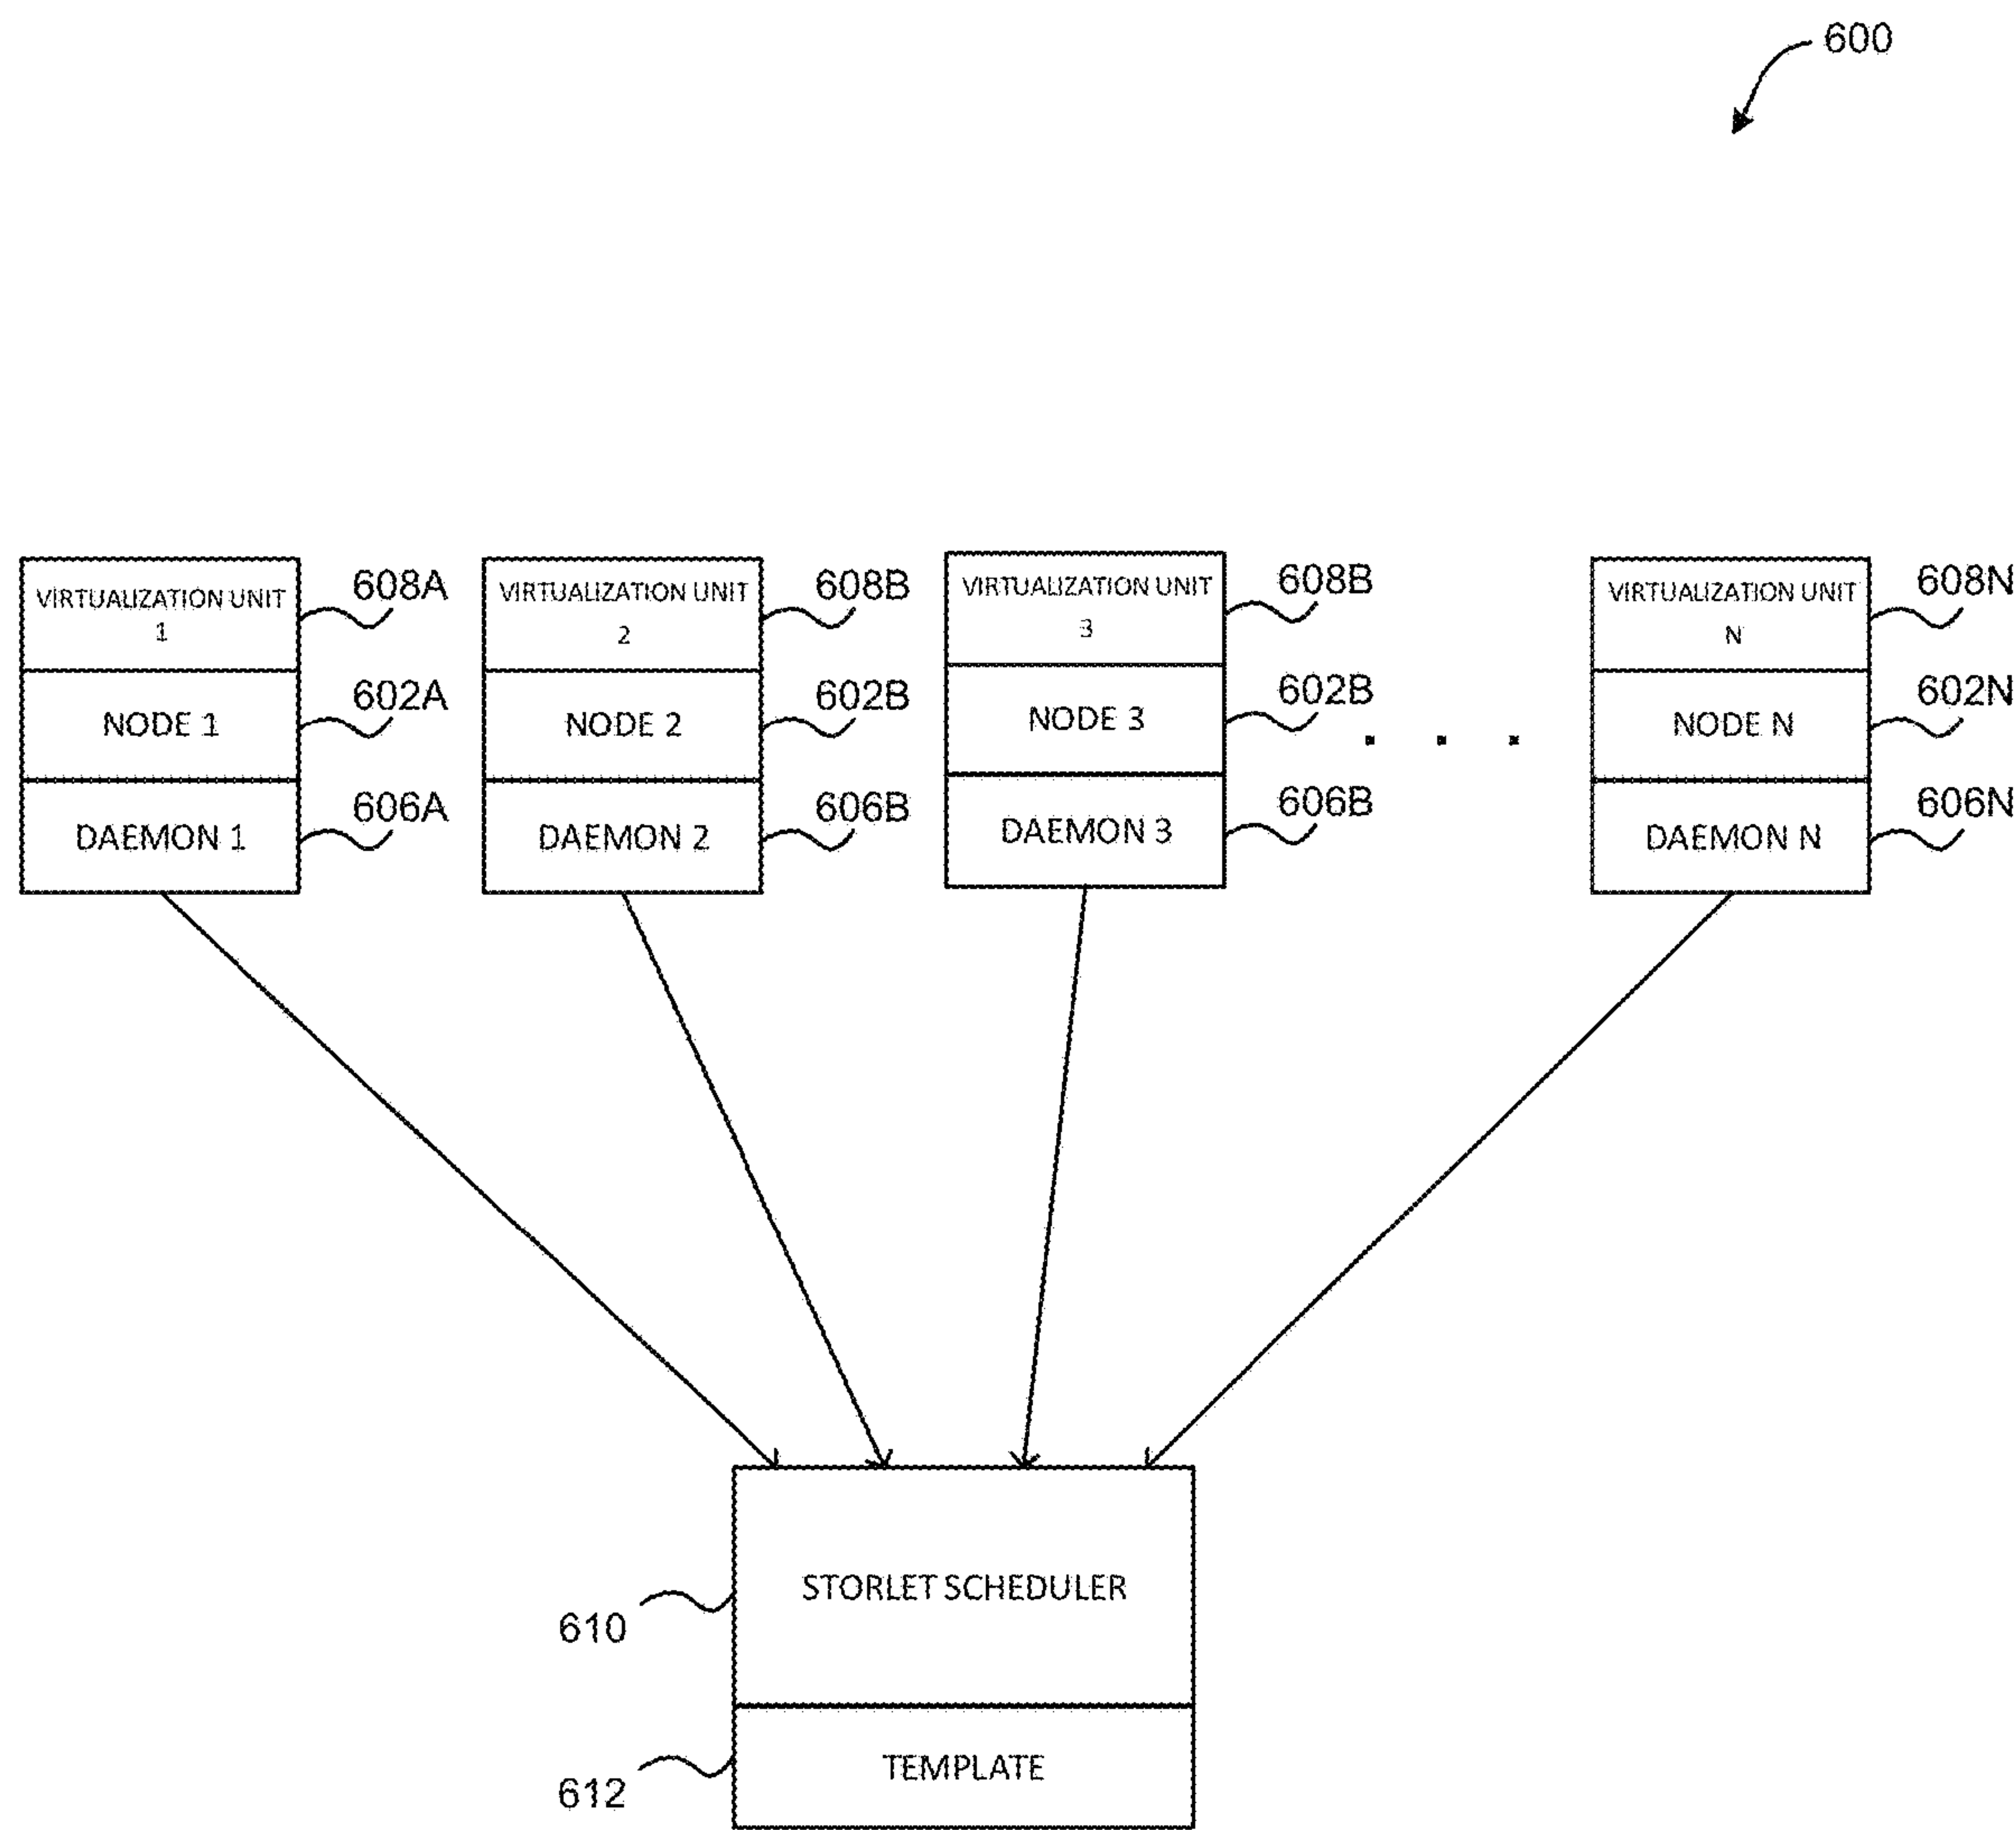 600
VIRTUALIZATION UNIT
1
608A
NODE 1
602A
DAEMON 1
606A
VIRTUALIZATION UNIT
2
608B
NODE 2
602B
DAEMON 2
606B
VIRTUALIZATION UNIT
3
608B
NODE 3
602B
DAEMON 3
606B
. . .
VIRTUALIZATION UNIT
N
608N
NODE N
602N
DAEMON N
606N
STORLET SCHEDULER
610
TEMPLATE
612